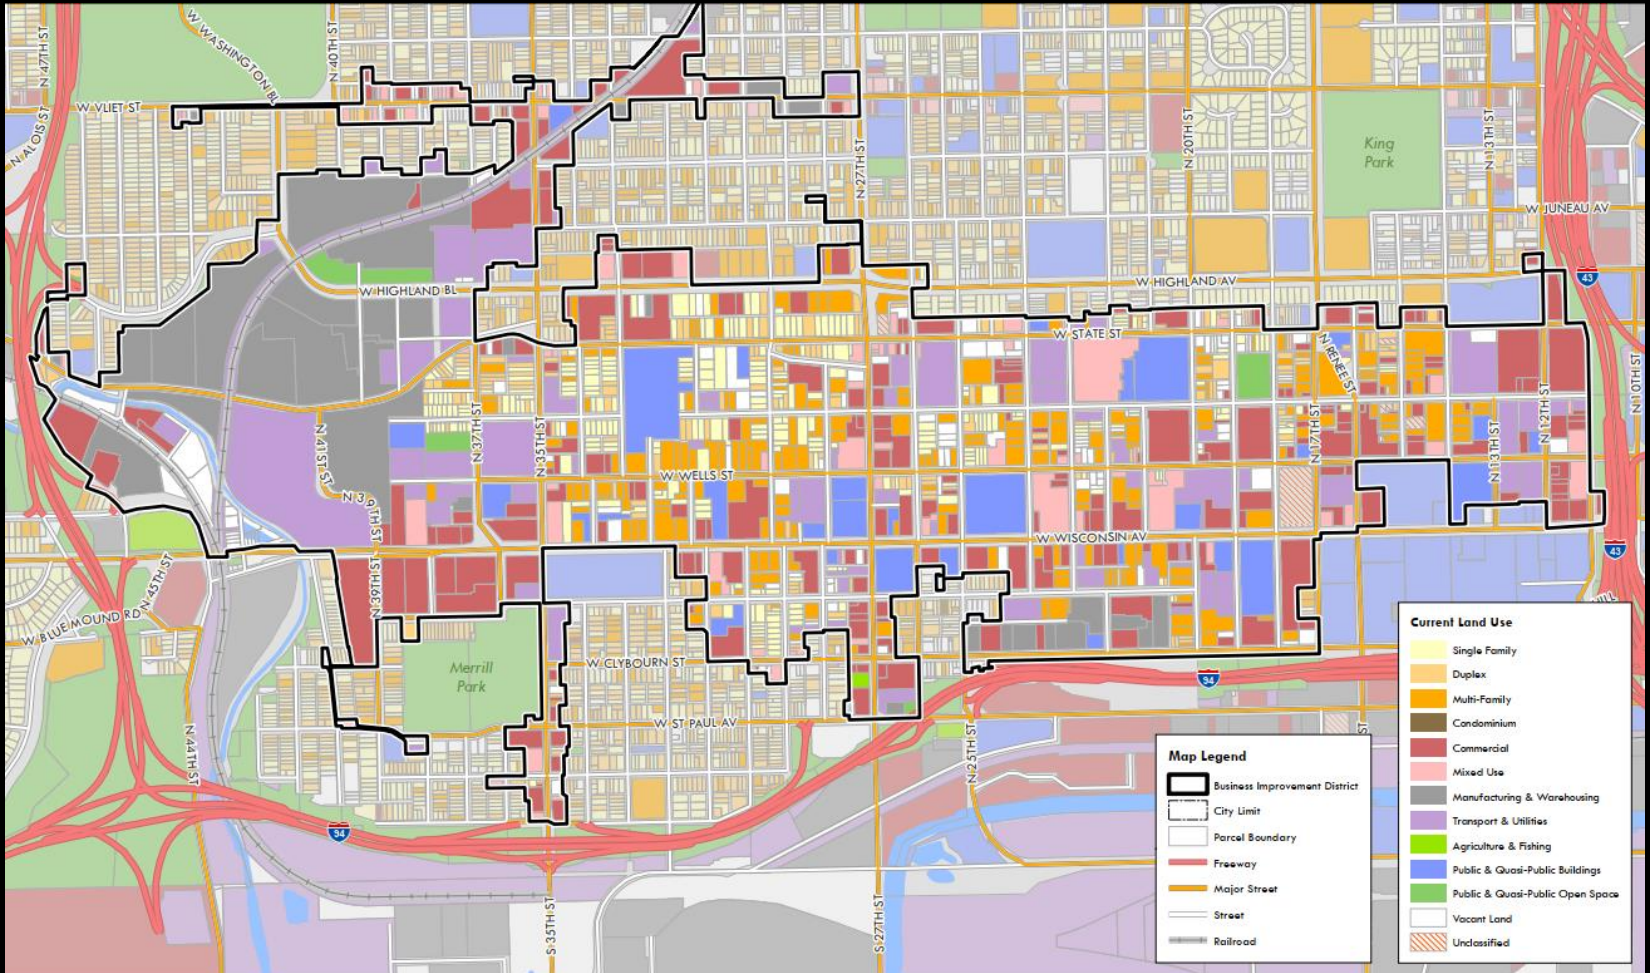 N 47TH ST
W WASHINGTON BL
N 40TH ST
W VLIET ST
N ALOIS ST
N 27TH ST
N 20TH ST
King
Park
N 13TH ST
W JUNEAU AV
W HIGHLAND BL
W HIGHLAND AV
43
W STATE ST
N RENEE ST
N 10TH ST
N 37TH ST
N 35TH ST
N 41ST ST
N 17TH ST
N 12TH ST
N 13TH ST
W WELLS ST
N 39TH ST
W WISCONSIN AV
43
N 45TH ST
N 39TH ST
W BLUE MOUND RD
HILL
Merrill
Park
W CLYBOURN ST
94
W ST PAUL AV
N 44TH ST
N 25TH ST
ST
94
S 35TH ST
S 27TH ST
Map Legend
Business Improvement District
City Limit
Parcel Boundary
Freeway
Major Street
Street
Railroad
Current Land Use
Single Family
Duplex
Multi-Family
Condominium
Commercial
Mixed Use
Manufacturing & Warehousing
Transport & Utilities
Agriculture & Fishing
Public & Quasi-Public Buildings
Public & Quasi-Public Open Space
Vacant Land
Unclassified